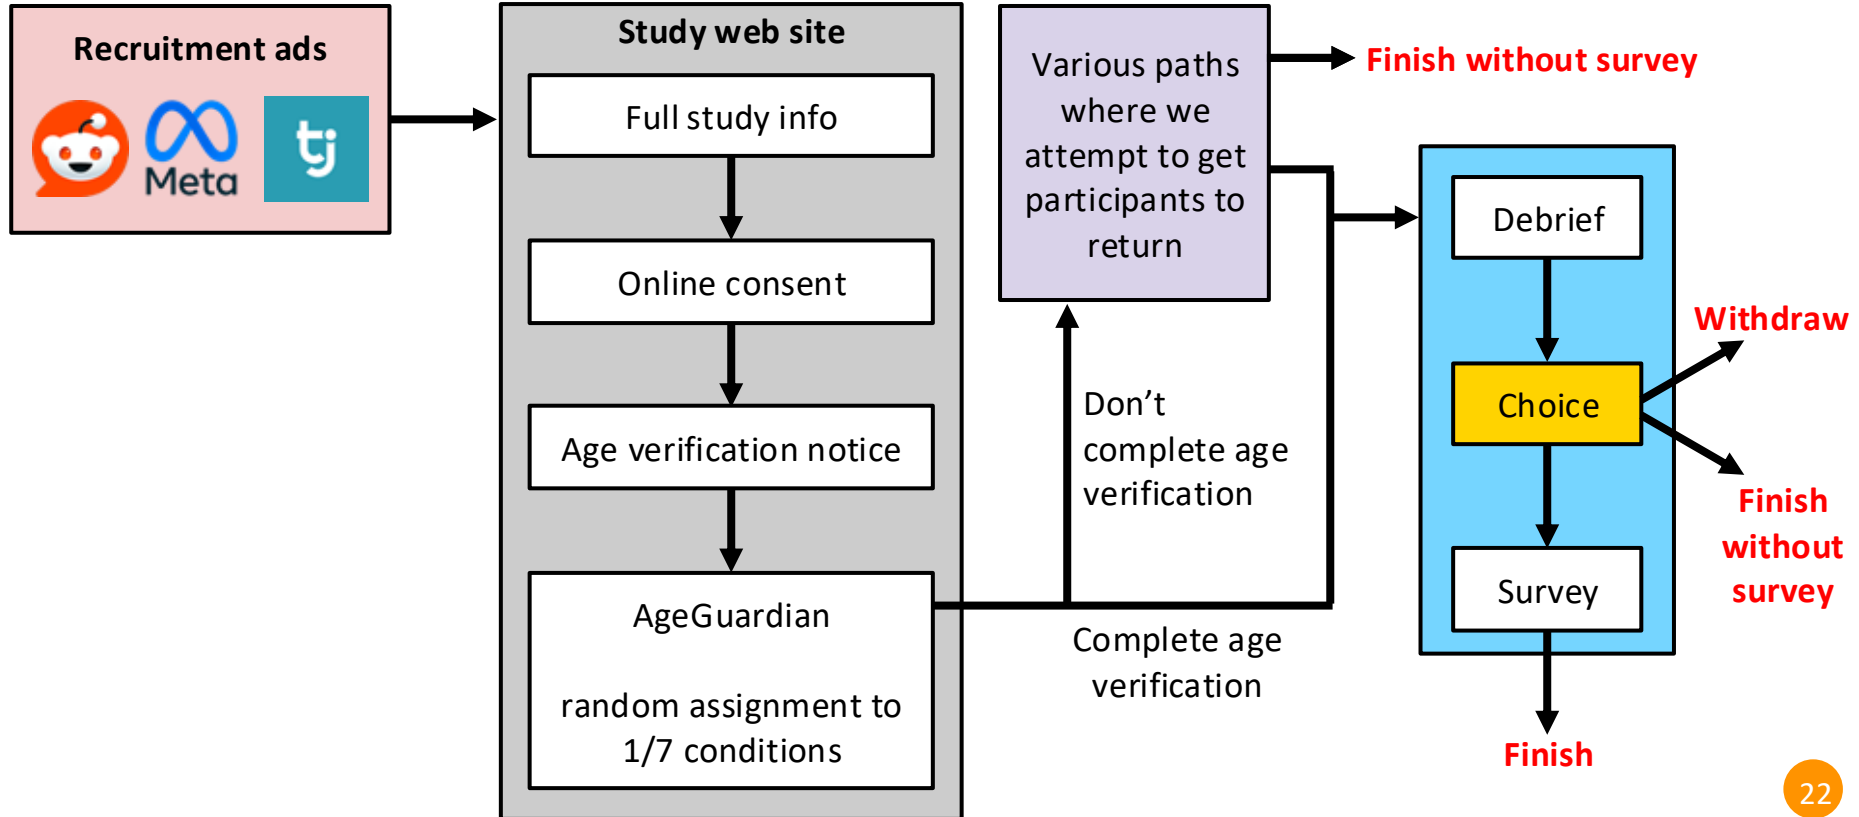 Recruitment ads
Meta
tj
Study web site
Full study info
Online consent
Age verification notice
AgeGuardian
random assignment to
1/7 conditions
Various paths
where we
attempt to get
participants to
return
Finish without survey
Don’t
complete age
verification
Complete age
verification
Debrief
Choice
Survey
Withdraw
Finish
without
survey
Finish
22